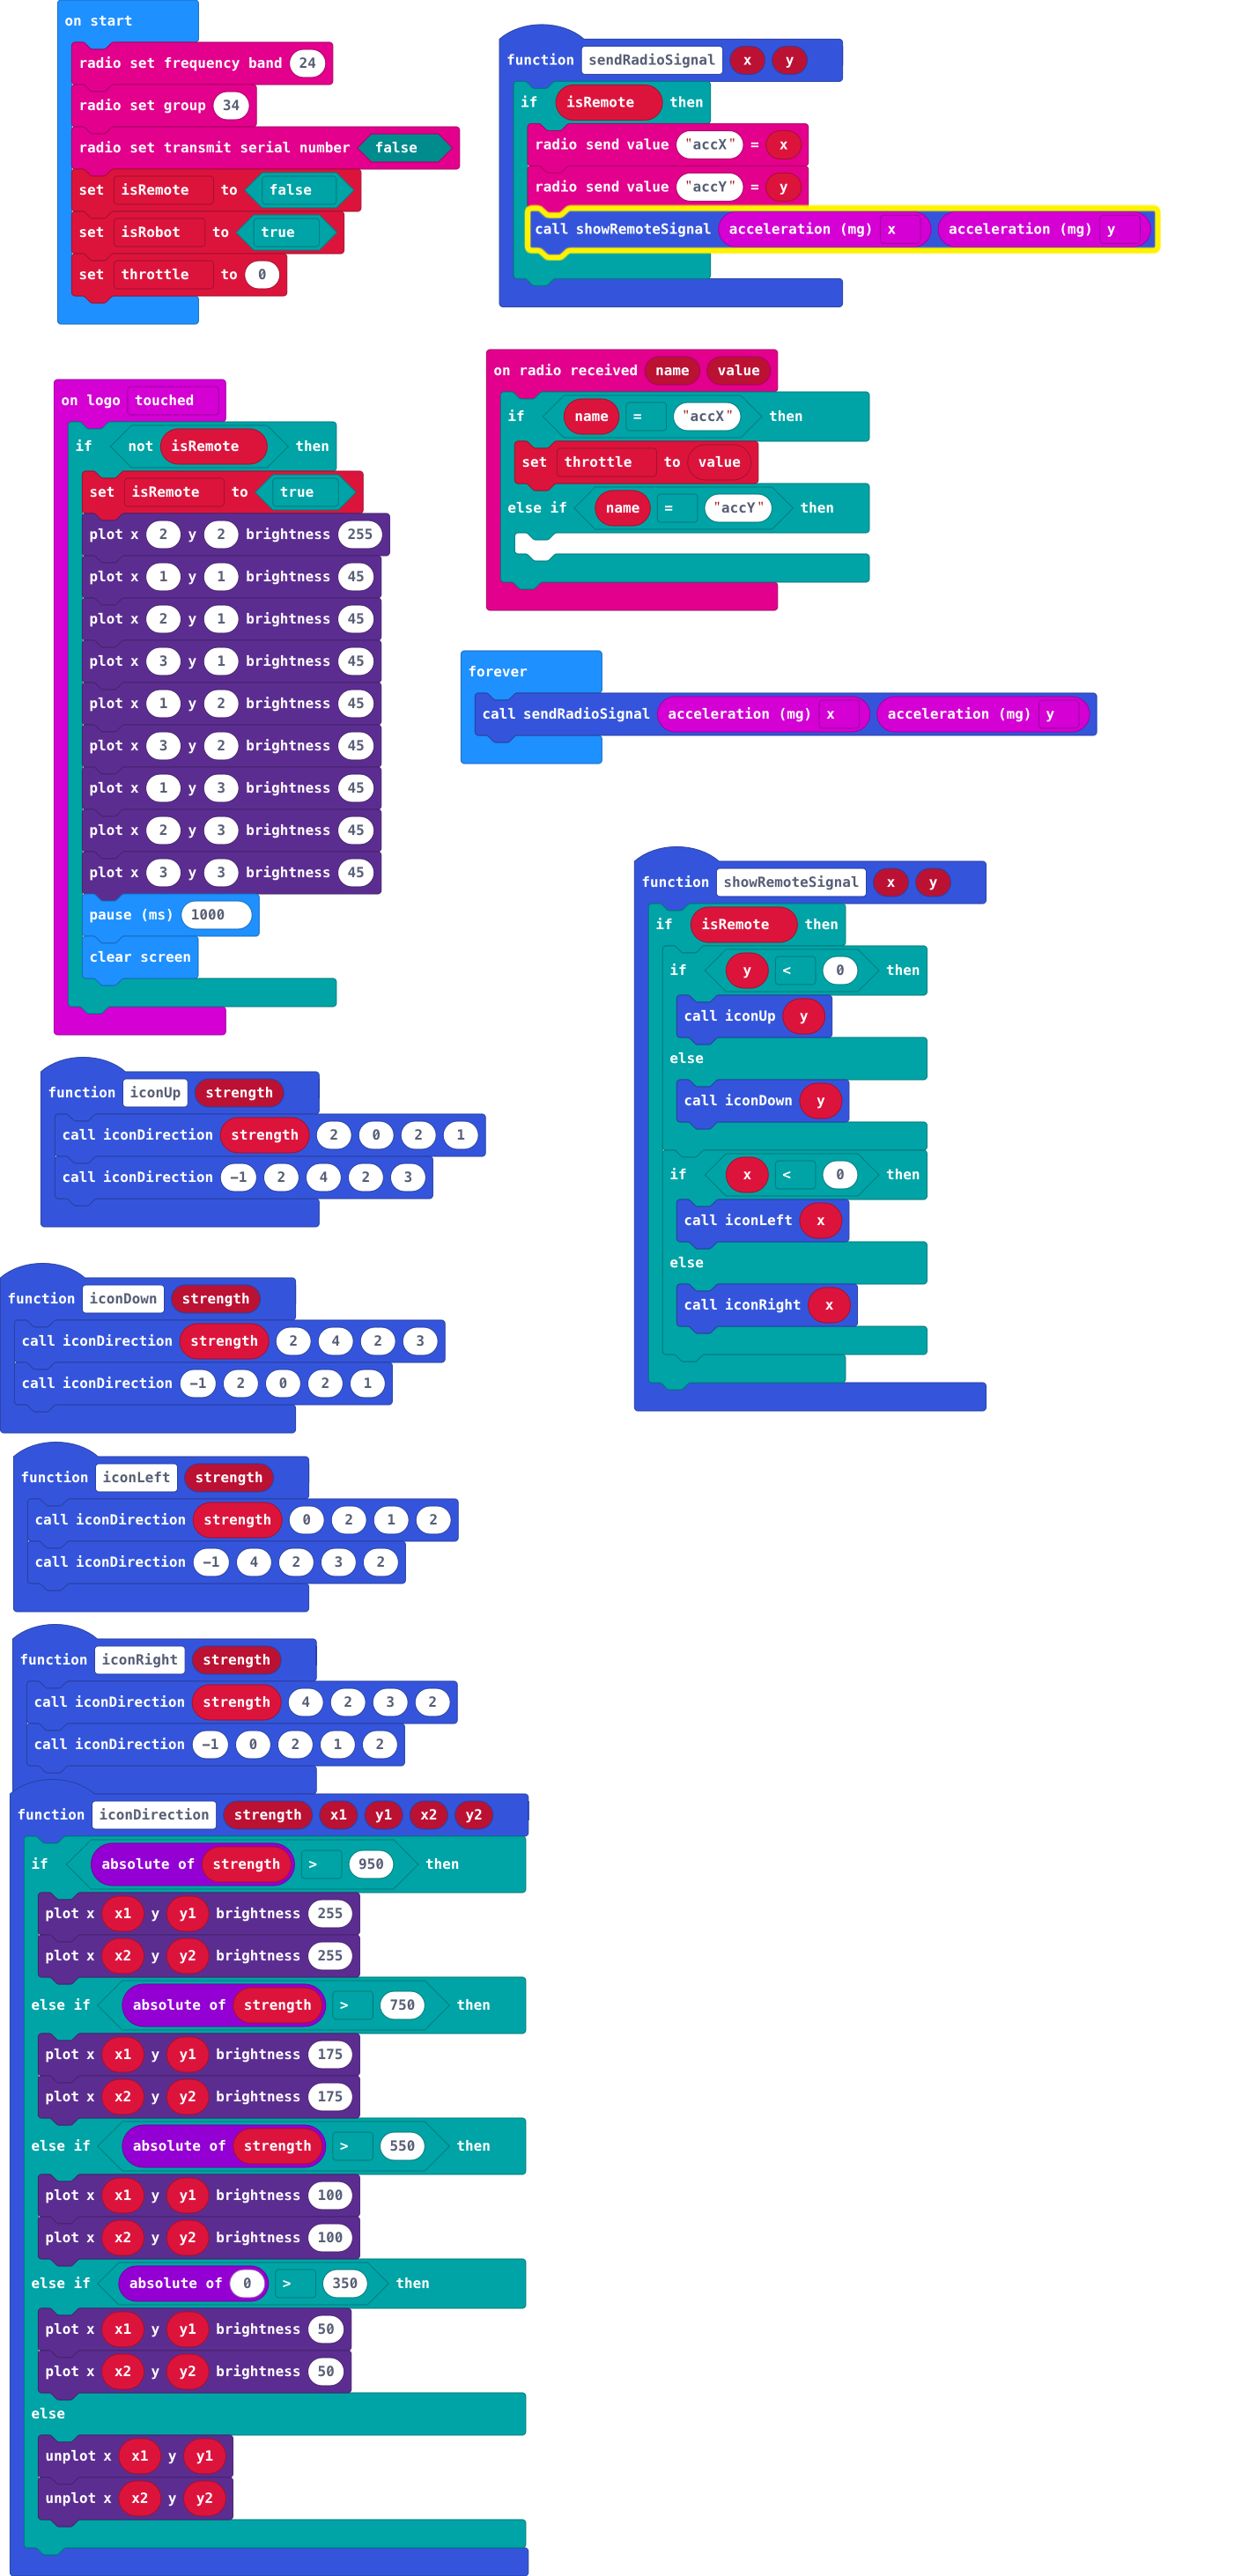 on start
radio set frequency band 24
radio set group 34
radio set transmit serial number false
set isRemote to false
set isRobot to true
set throttle to 0
function sendRadioSignal x y
if isRemote then
radio send value "accX" = x
radio send value "accY" = y
call showRemoteSignal acceleration (mg) x acceleration (mg) y
on logo touched
if not isRemote then
set isRemote to true
plot x 2 y 2 brightness 255
plot x 1 y 1 brightness 45
plot x 2 y 1 brightness 45
plot x 3 y 1 brightness 45
plot x 1 y 2 brightness 45
plot x 3 y 2 brightness 45
plot x 1 y 3 brightness 45
plot x 2 y 3 brightness 45
plot x 3 y 3 brightness 45
pause (ms) 1000
clear screen
on radio received name value
if name = "accX" then
set throttle to value
else if name = "accY" then
forever
call sendRadioSignal acceleration (mg) x acceleration (mg) y
function showRemoteSignal x y
if isRemote then
if y < 0 then
call iconUp y
else
call iconDown y
if x < 0 then
call iconLeft x
else
call iconRight x
function iconUp strength
call iconDirection strength 2 0 2 1
call iconDirection -1 2 4 2 3
function iconDown strength
call iconDirection strength 2 4 2 3
call iconDirection -1 2 0 2 1
function iconLeft strength
call iconDirection strength 0 2 1 2
call iconDirection -1 4 2 3 2
function iconRight strength
call iconDirection strength 4 2 3 2
call iconDirection -1 0 2 1 2
function iconDirection strength x1 y1 x2 y2
if absolute of strength > 950 then
plot x x1 y y1 brightness 255
plot x x2 y y2 brightness 255
else if absolute of strength > 750 then
plot x x1 y y1 brightness 175
plot x x2 y y2 brightness 175
else if absolute of strength > 550 then
plot x x1 y y1 brightness 100
plot x x2 y y2 brightness 100
else if absolute of 0 > 350 then
plot x x1 y y1 brightness 50
plot x x2 y y2 brightness 50
else
unplot x x1 y y1
unplot x x2 y y2